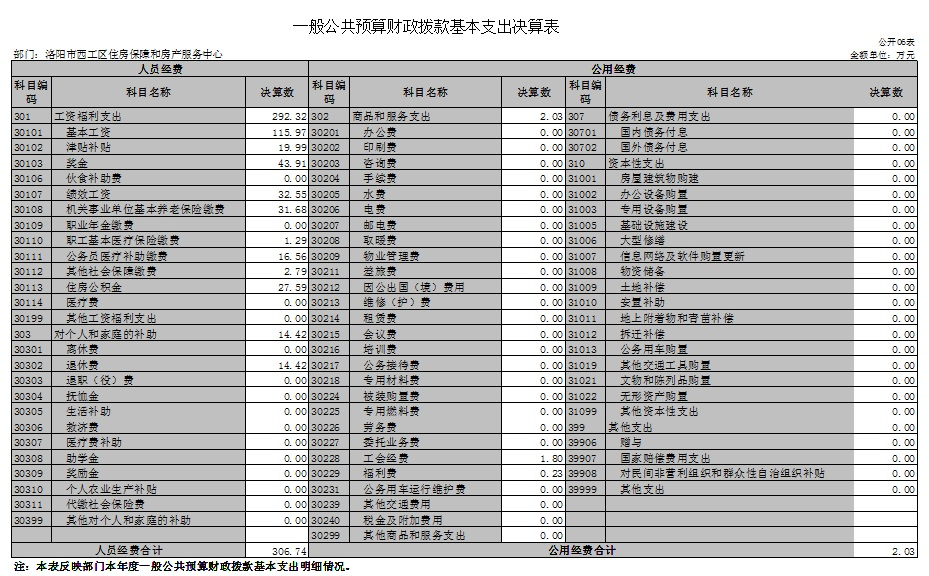 一般公共预算财政拨款基本支出决算表
公开06表
部门：洛阳市西工区住房保障和房产服务中心 金额单位：万元
人员经费 公用经费
科目编码 科目名称 决算数 科目编码 科目名称 决算数 科目编码 科目名称 决算数
301 工资福利支出 292.32 302 商品和服务支出 2.03 307 债务利息及费用支出 0.00
30101 基本工资 115.97 30201 办公费 0.00 30701 国内债务付息 0.00
30102 津贴补贴 19.99 30202 印刷费 0.00 30702 国外债务付息 0.00
30103 奖金 43.91 30203 咨询费 0.00 310 资本性支出 0.00
30106 伙食补助费 0.00 30204 手续费 0.00 31001 房屋建筑物购建 0.00
30107 绩效工资 32.55 30205 水费 0.00 31002 办公设备购置 0.00
30108 机关事业单位基本养老保险缴费 31.68 30206 电费 0.00 31003 专用设备购置 0.00
30109 职业年金缴费 0.00 30207 邮电费 0.00 31005 基础设施建设 0.00
30110 职工基本医疗保险缴费 1.29 30208 取暖费 0.00 31006 大型修缮 0.00
30111 公务员医疗补助缴费 16.56 30209 物业管理费 0.00 31007 信息网络及软件购置更新 0.00
30112 其他社会保障缴费 2.79 30211 差旅费 0.00 31008 物资储备 0.00
30113 住房公积金 27.59 30212 因公出国（境）费用 0.00 31009 土地补偿 0.00
30114 医疗费 0.00 30213 维修（护）费 0.00 31010 安置补助 0.00
30199 其他工资福利支出 0.00 30214 租赁费 0.00 31011 地上附着物和青苗补偿 0.00
303 对个人和家庭的补助 14.42 30215 会议费 0.00 31012 拆迁补偿 0.00
30301 离休费 0.00 30216 培训费 0.00 31013 公务用车购置 0.00
30302 退休费 14.42 30217 公务接待费 0.00 31019 其他交通工具购置 0.00
30303 退职（役）费 0.00 30218 专用材料费 0.00 31021 文物和陈列品购置 0.00
30304 抚恤金 0.00 30224 被装购置费 0.00 31022 无形资产购置 0.00
30305 生活补助 0.00 30225 专用燃料费 0.00 31099 其他资本性支出 0.00
30306 救济费 0.00 30226 劳务费 0.00 399 其他支出 0.00
30307 医疗费补助 0.00 30227 委托业务费 0.00 39906 赠与 0.00
30308 助学金 0.00 30228 工会经费 1.80 39907 国家赔偿费用支出 0.00
30309 奖励金 0.00 30229 福利费 0.23 39908 对民间非营利组织和群众性自治组织补贴 0.00
30310 个人农业生产补贴 0.00 30231 公务用车运行维护费 0.00 39999 其他支出 0.00
30311 代缴社会保险费 0.00 30239 其他交通费用 0.00
30399 其他对个人和家庭的补助 0.00 30240 税金及附加费用 0.00
30299 其他商品和服务支出 0.00
人员经费合计 306.74 公用经费合计 2.03
注：本表反映部门本年度一般公共预算财政拨款基本支出明细情况。